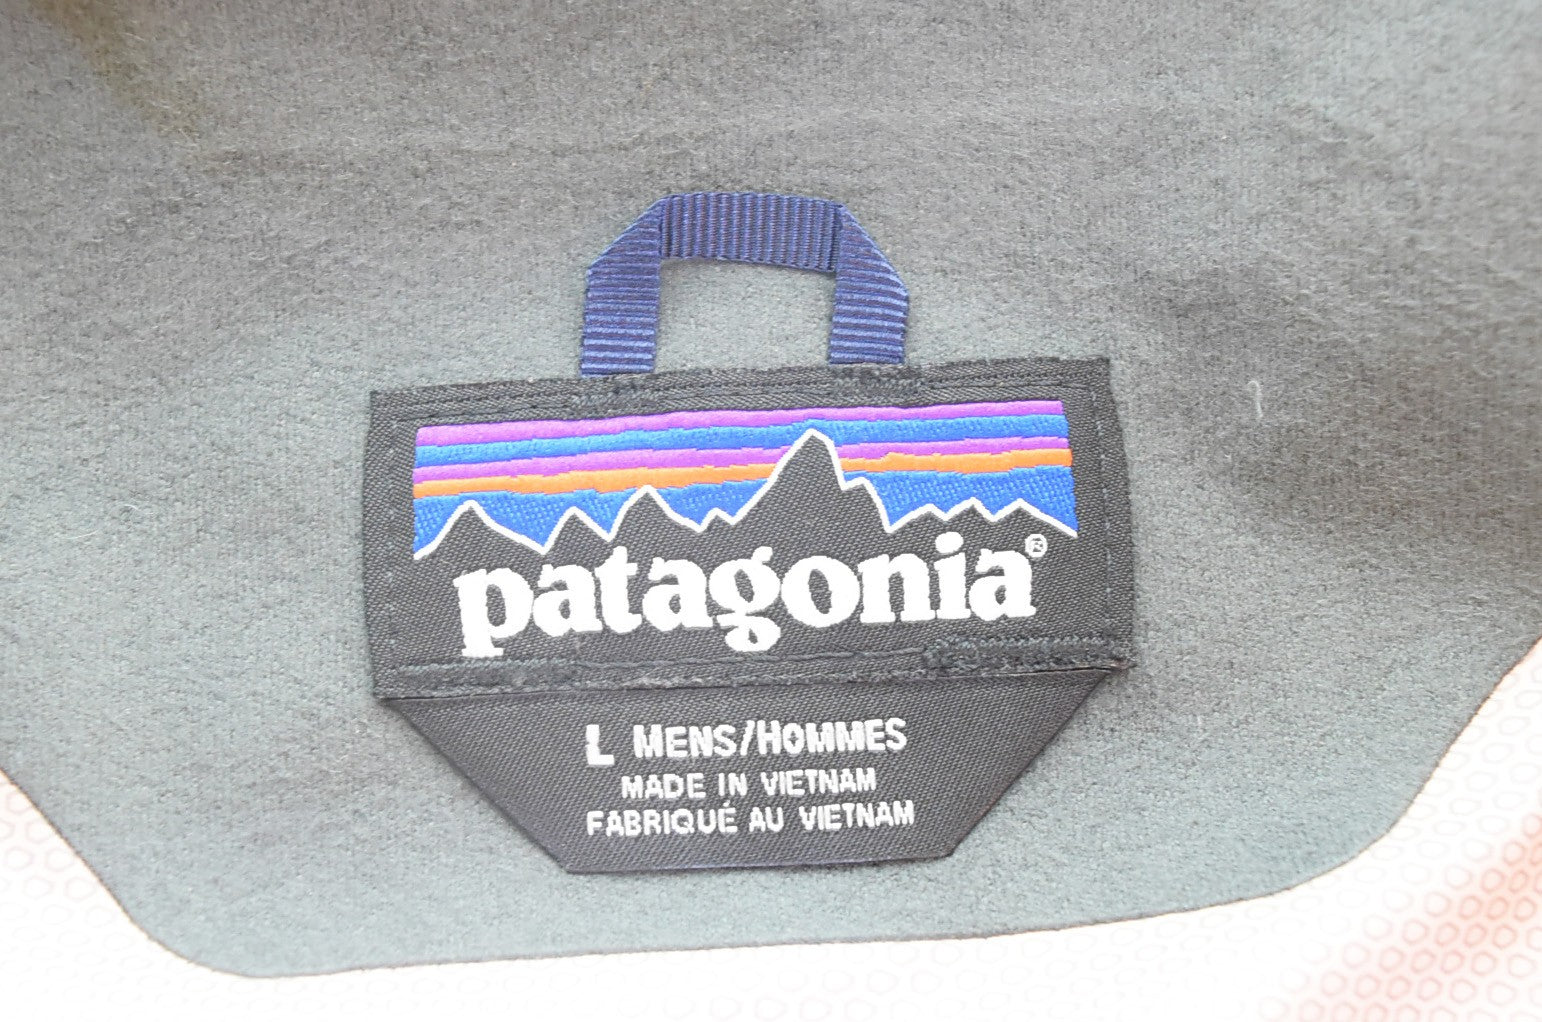 patagonia®
L MENS/HOMMES
MADE IN VIETNAM
FABRIQUÉ AU VIETNAM